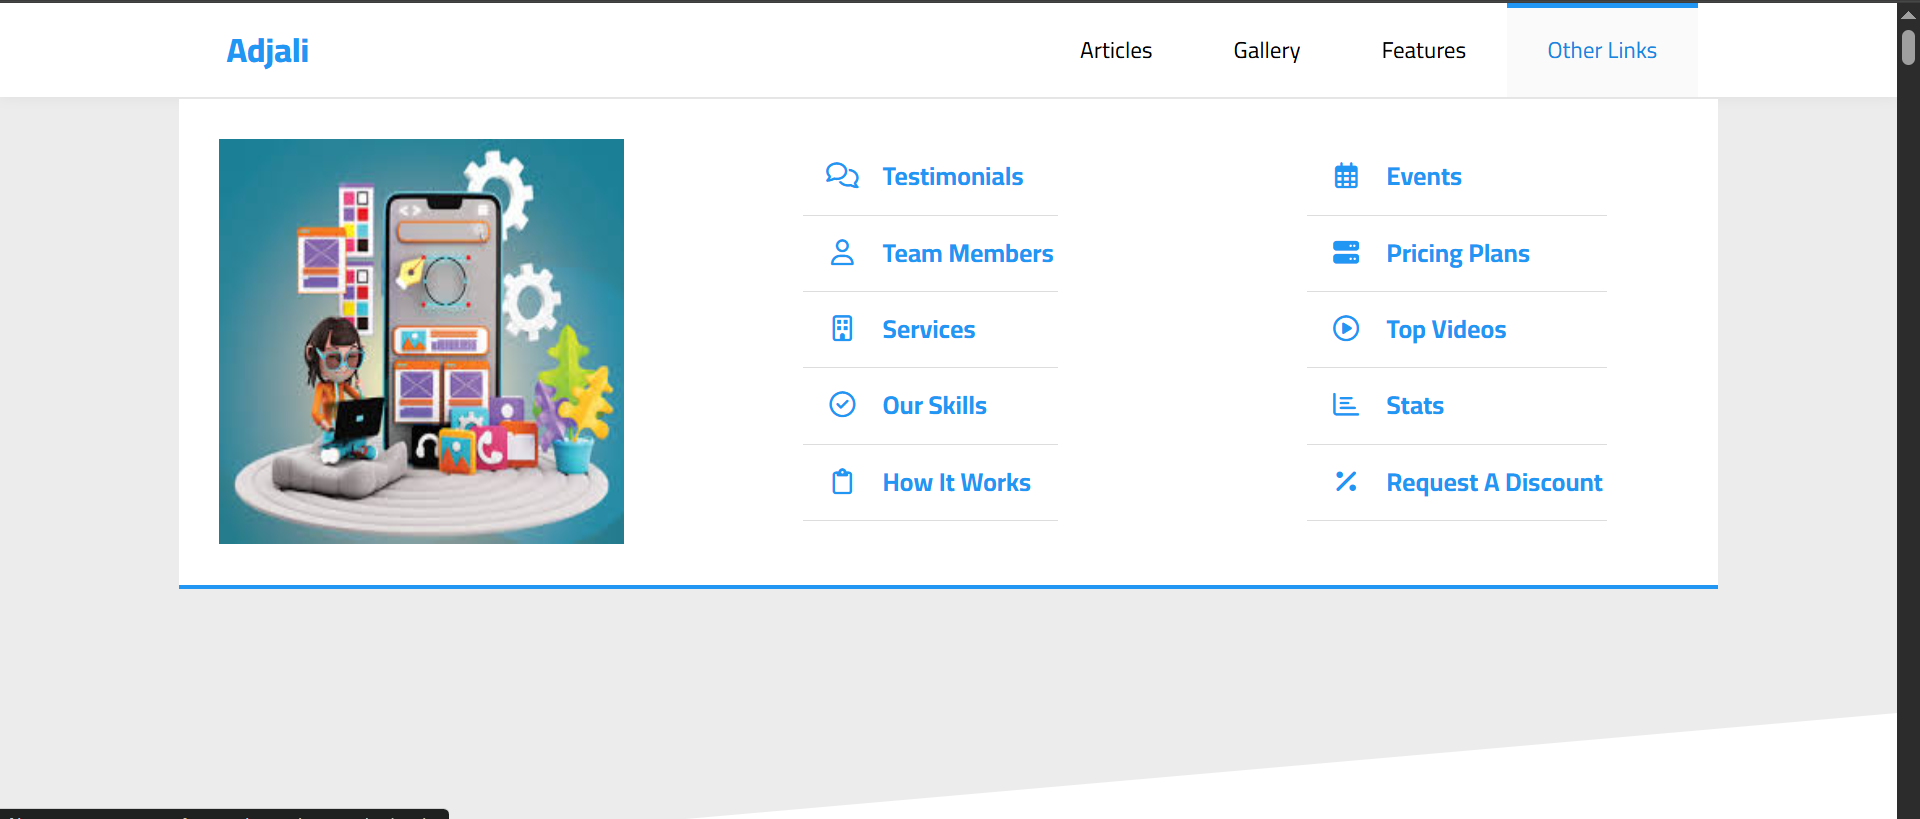 Adjali
Articles
Gallery
Features
Other Links
Testimonials
Team Members
Services
Our Skills
How It Works
Events
Pricing Plans
Top Videos
Stats
Request A Discount